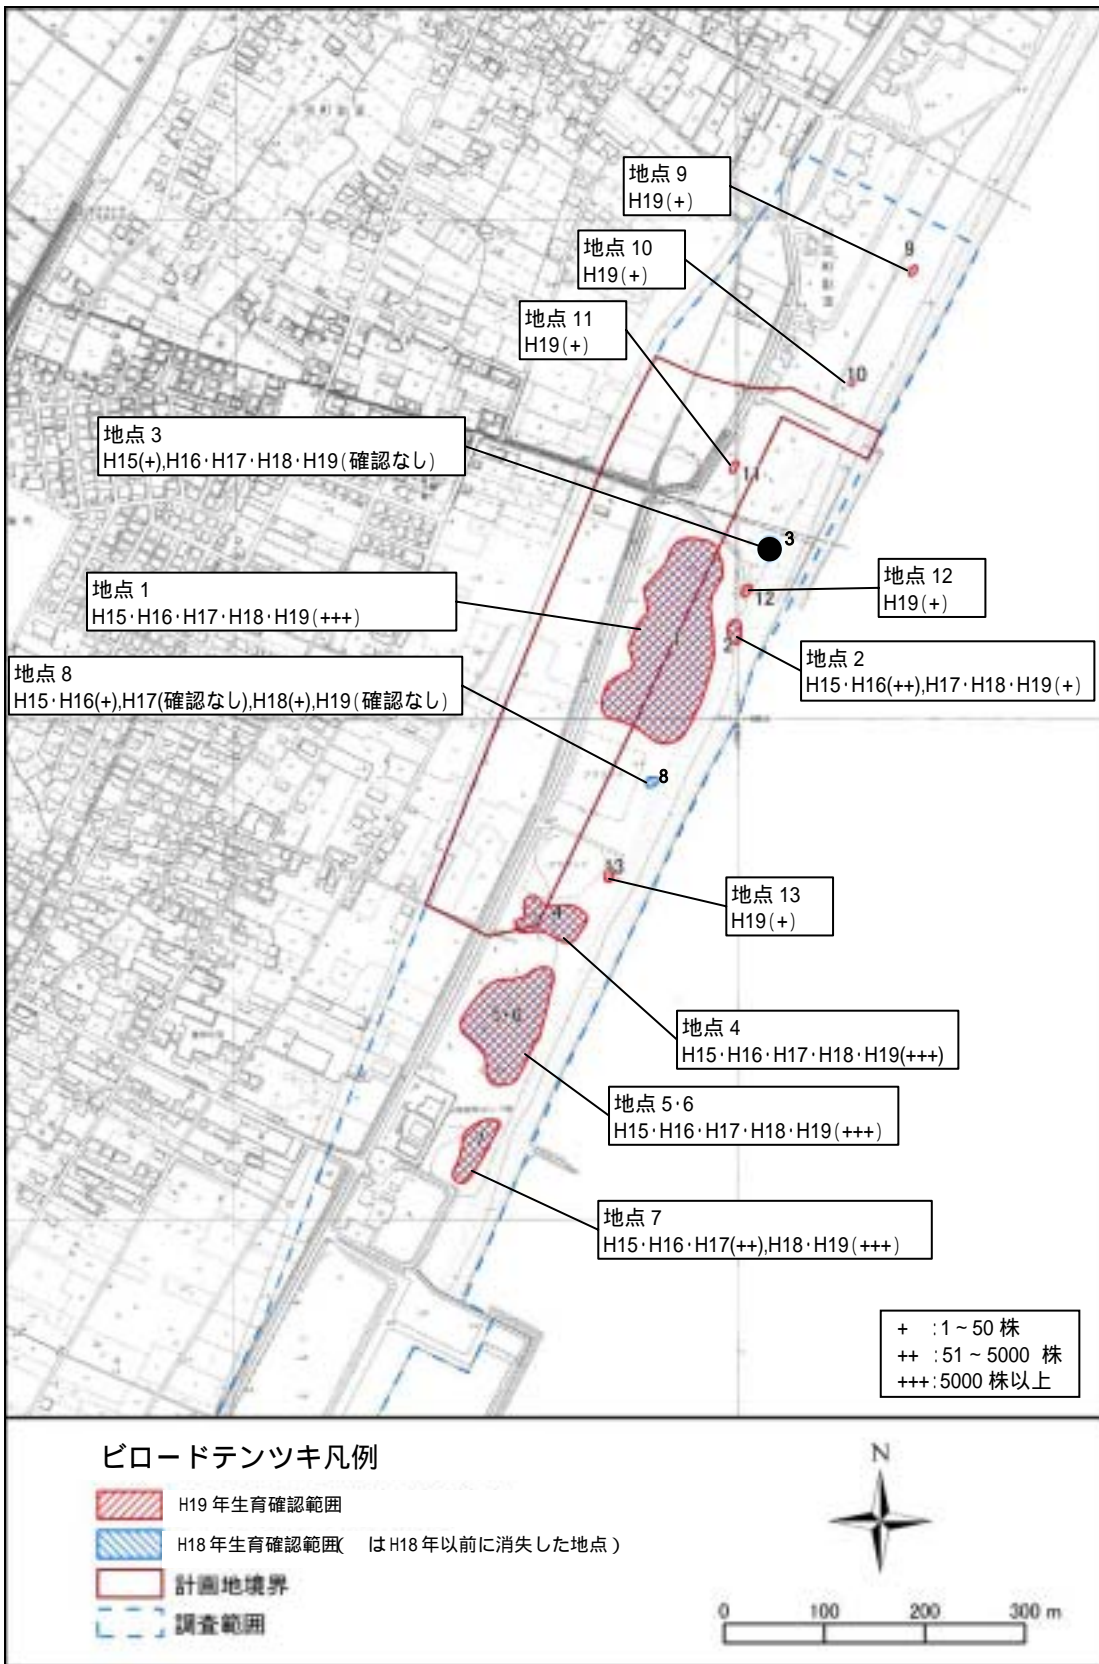 地点 9
H19(+)
地点 10
H19(+)
地点 11
H19(+)
地点 3
H15(+),H16・H17・H18・H19(確認なし)
地点 1
H15・H16・H17・H18・H19(+++)
地点 8
H15・H16(+),H17(確認なし),H18(+),H19(確認なし)
地点 12
H19(+)
地点 2
H15・H16(++),H17・H18・H19(+)
地点 13
H19(+)
地点 4
H15・H16・H17・H18・H19(+++)
地点 5・6
H15・H16・H17・H18・H19(+++)
地点 7
H15・H16・H17(++),H18・H19(+++)
9
10
11
3
12
1
2
8
13
4
5・6
7
+ :1~50 株
++ :51~5000 株
+++:5000 株以上
ビロードテンツキ凡例
H19 年生育確認範囲
H18 年生育確認範囲( はH18 年以前に消失した地点)
計画地境界
調査範囲
N
0 100 200 300 m